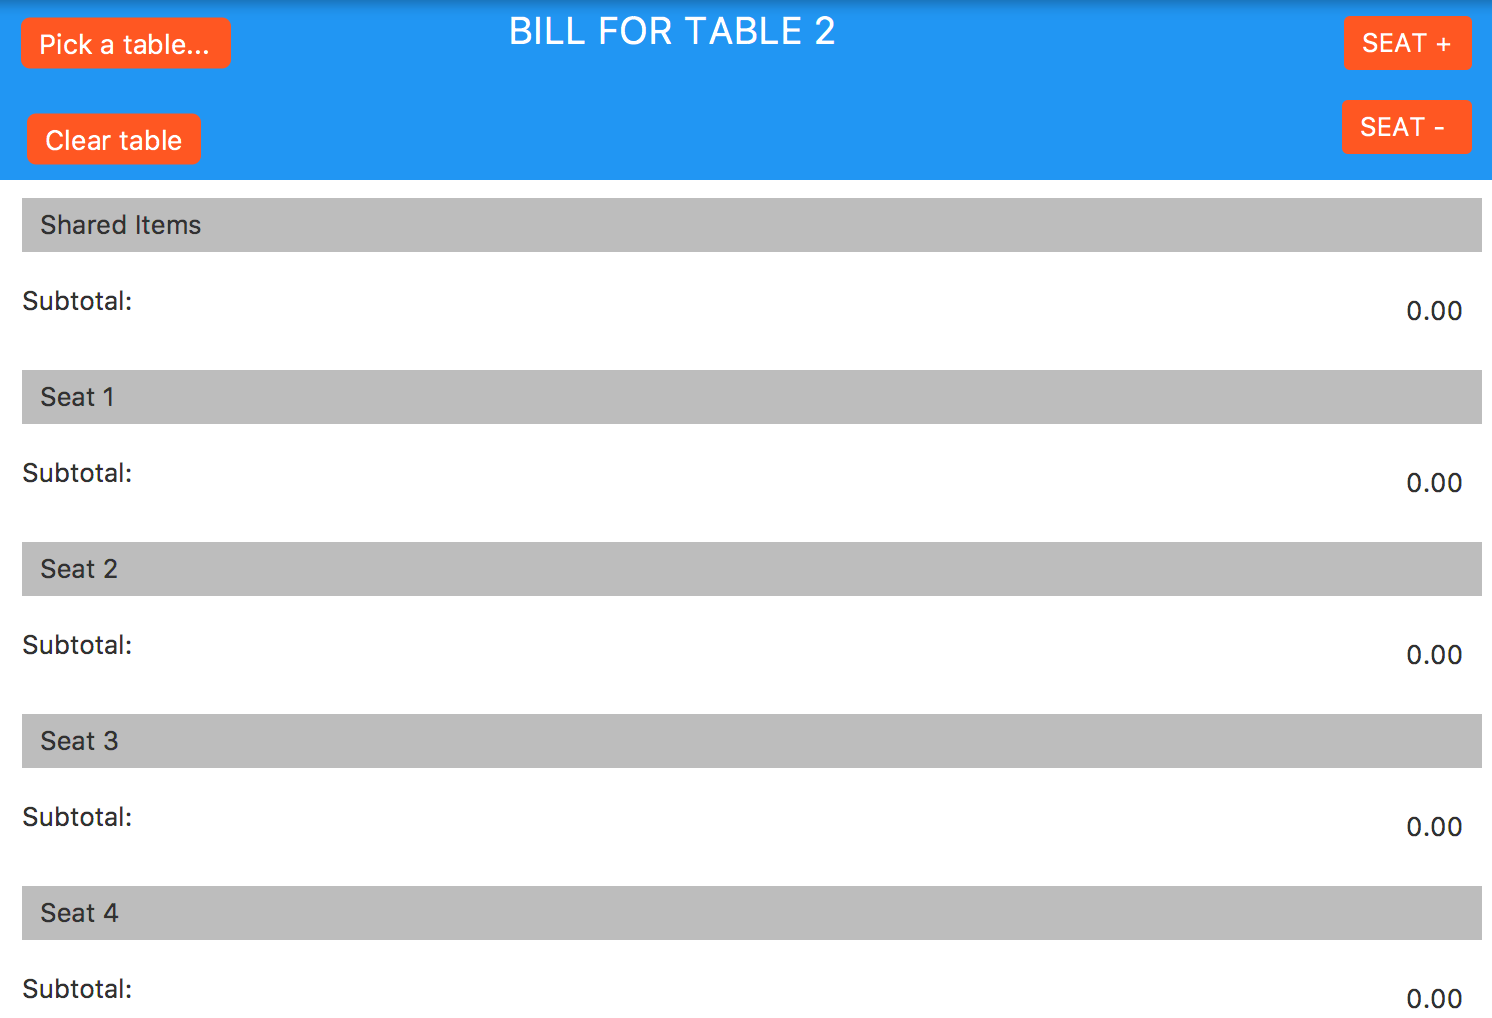 Pick a table...
BILL FOR TABLE 2
SEAT +
Clear table
SEAT -
Shared Items
Subtotal:
0.00
Seat 1
Subtotal:
0.00
Seat 2
Subtotal:
0.00
Seat 3
Subtotal:
0.00
Seat 4
Subtotal:
0.00